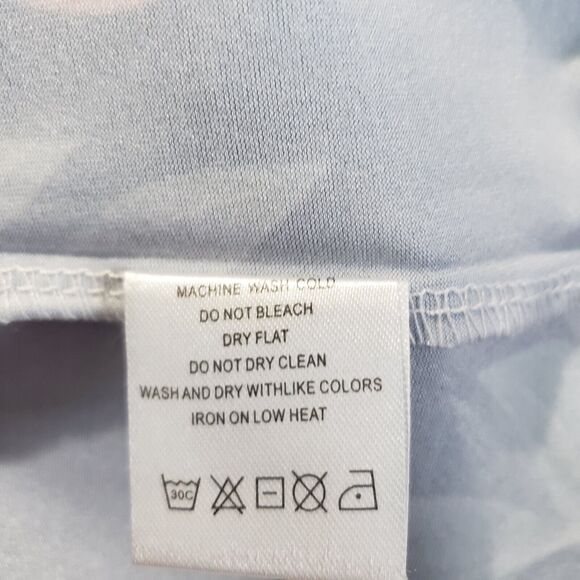 MACHINE WASH COLD
DO NOT BLEACH
DRY FLAT
DO NOT DRY CLEAN
WASH AND DRY WITHLIKE COLORS
IRON ON LOW HEAT
30C